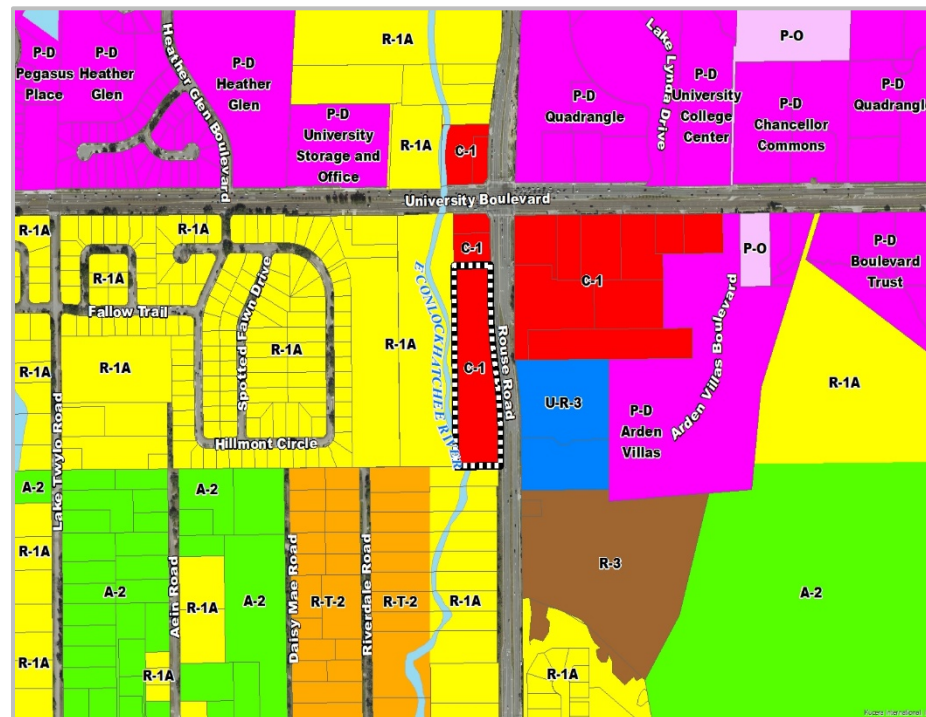 P-D
Pegasus
Place
P-D
Heather
Glen
Heather Glen Boulevard
P-D
Heather
Glen
R-1A
P-D
University
Storage and
Office
R-1A
C-1
P-D
Quadrangle
Lake Lynda Drive
P-D
University
College
Center
P-O
P-D
Chancellor
Commons
P-D
Quadrangle
University Boulevard
R-1A
R-1A
R-1A
Fallow Trail
Spotted Fawn Drive
R-1A
R-1A
ECONLOCKHATCHEE RIVER
C-1
C-1
Rouse Road
C-1
P-O
P-D
Boulevard
Trust
Arden Villas Boulevard
R-1A
R-1A
R-1A
Hillmont Circle
U-R-3
P-D
Arden
Villas
A-2
Lake Twylo Road
A-2
R-1A
A-2
Aein Road
R-1A
R-1A
A-2
Daisy Mae Road
R-T-2
Riverdale Road
R-T-2
R-1A
R-3
R-1A
A-2